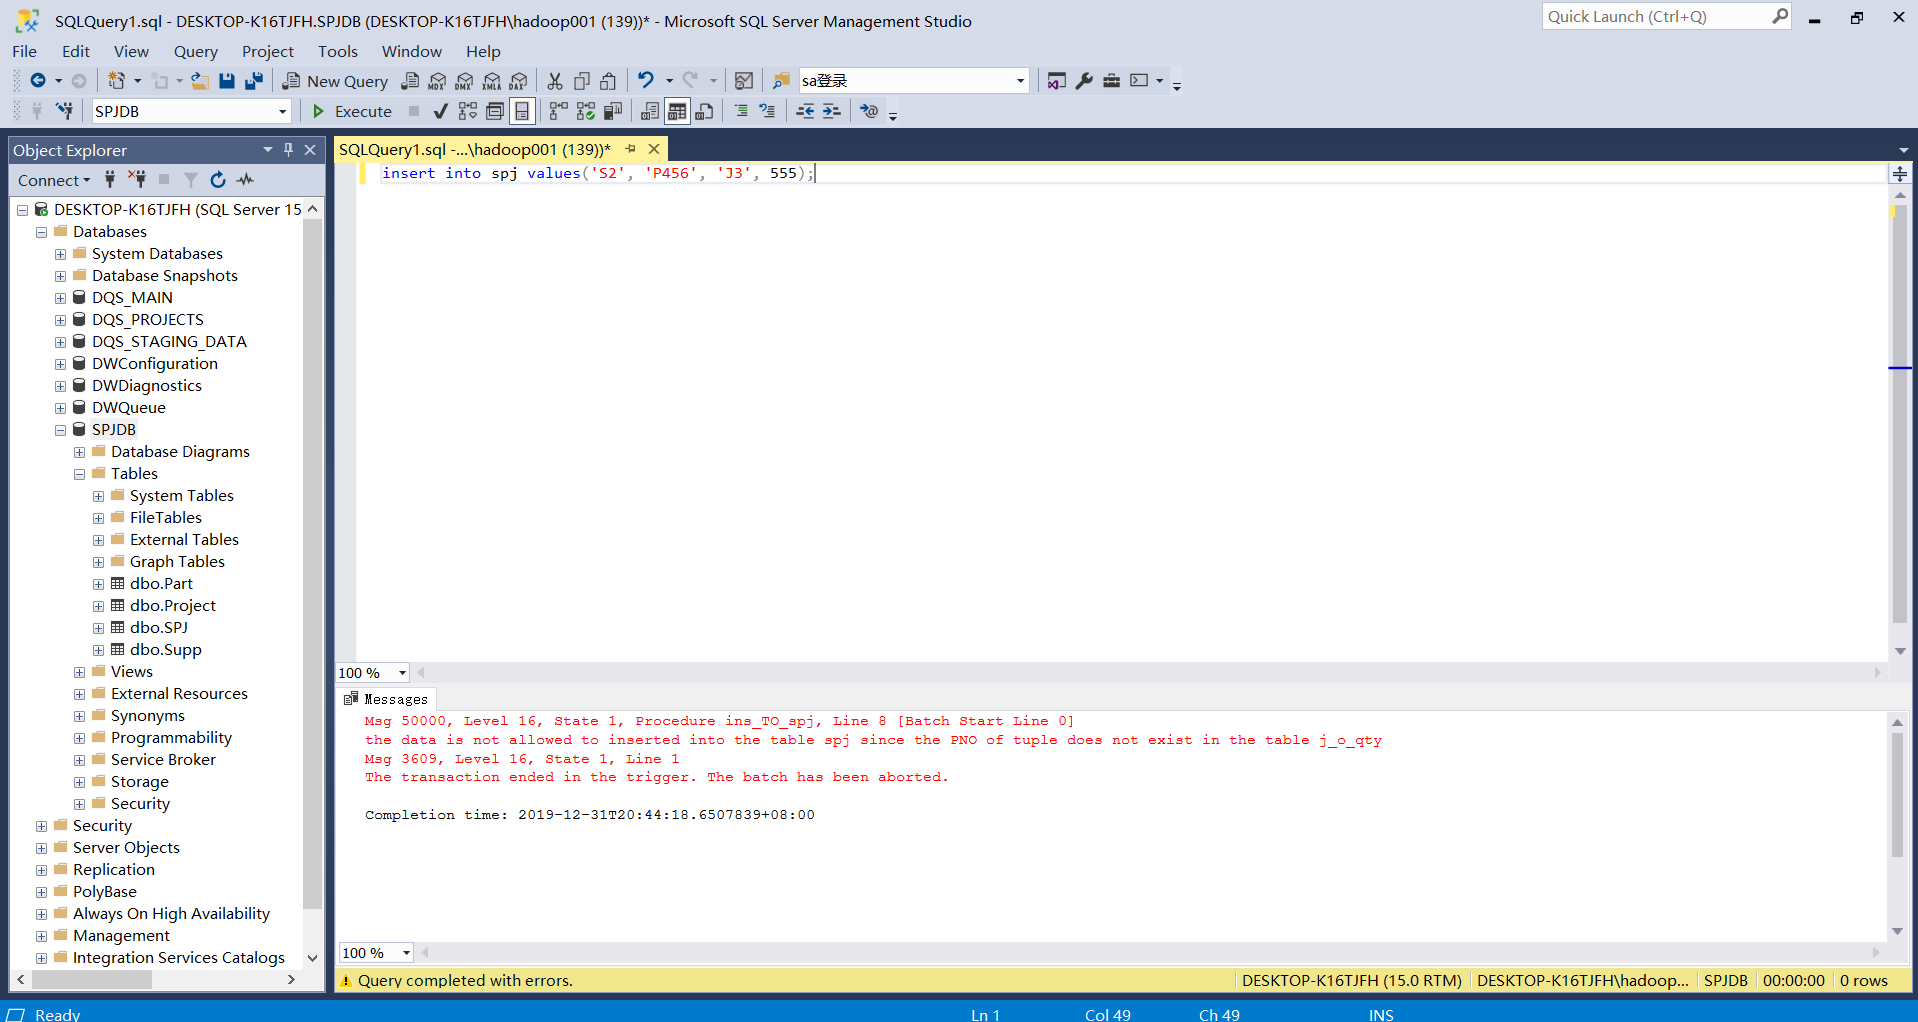 SQLQuery1.sql - DESKTOP-K16TJFH.SPJDB (DESKTOP-K16TJFH\hadoop001 (139))* - Microsoft SQL Server Management Studio
Quick Launch (Ctrl+Q)
File Edit View Query Project Tools Window Help
New Query MDX DMX XMLA DAX sa登录
SPJDB Execute
Object Explorer
Connect
DESKTOP-K16TJFH (SQL Server 15
Databases
System Databases
Database Snapshots
DQS_MAIN
DQS_PROJECTS
DQS_STAGING_DATA
DWConfiguration
DWDiagnostics
DWQueue
SPJDB
Database Diagrams
Tables
System Tables
FileTables
External Tables
Graph Tables
dbo.Part
dbo.Project
dbo.SPJ
dbo.Supp
Views
External Resources
Synonyms
Programmability
Service Broker
Storage
Security
Security
Server Objects
Replication
PolyBase
Always On High Availability
Management
Integration Services Catalogs
SQLQuery1.sql -...\hadoop001 (139))*
insert into spj values('S2', 'P456', 'J3', 555);
100 %
Messages
Msg 50000, Level 16, State 1, Procedure ins_TO_spj, Line 8 [Batch Start Line 0]
the data is not allowed to inserted into the table spj since the PNO of tuple does not exist in the table j_o_qty
Msg 3609, Level 16, State 1, Line 1
The transaction ended in the trigger. The batch has been aborted.
Completion time: 2019-12-31T20:44:18.6507839+08:00
100 %
Query completed with errors. DESKTOP-K16TJFH (15.0 RTM) DESKTOP-K16TJFH\hadoop... SPJDB 00:00:00 0 rows
Ready Ln 1 Col 49 Ch 49 INS